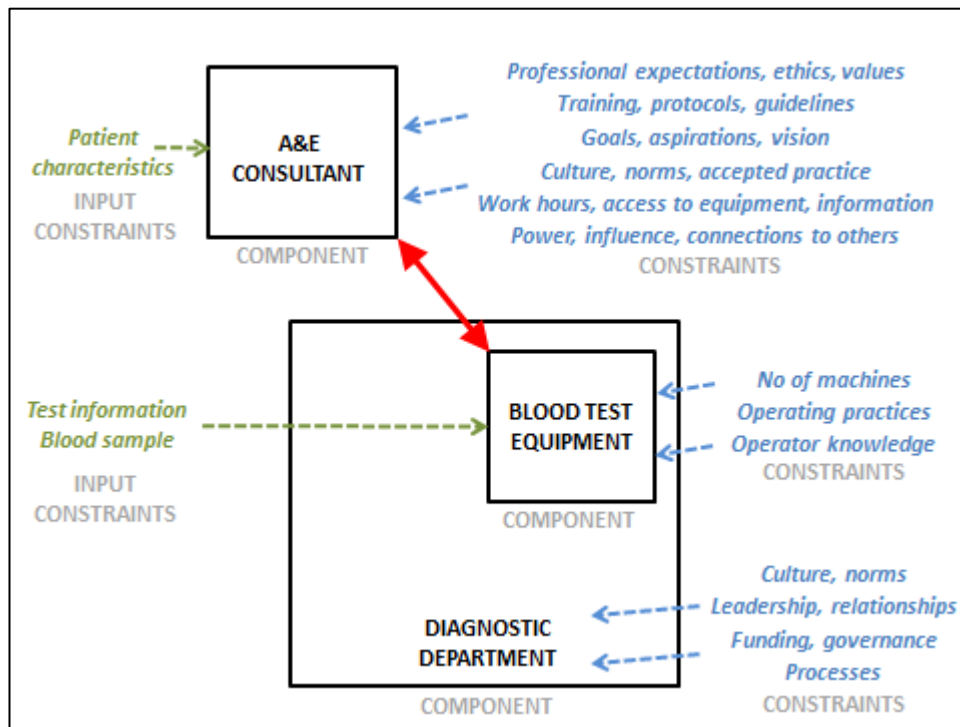 Professional expectations, ethics, values
Training, protocols, guidelines
Goals, aspirations, vision
Culture, norms, accepted practice
Work hours, access to equipment, information
Power, influence, connections to others
CONSTRAINTS
Patient
characteristics
INPUT
CONSTRAINTS
A&E
CONSULTANT
COMPONENT
Test information
Blood sample
INPUT
CONSTRAINTS
BLOOD TEST
EQUIPMENT
COMPONENT
No of machines
Operating practices
Operator knowledge
CONSTRAINTS
DIAGNOSTIC
DEPARTMENT
COMPONENT
Culture, norms
Leadership, relationships
Funding, governance
Processes
CONSTRAINTS